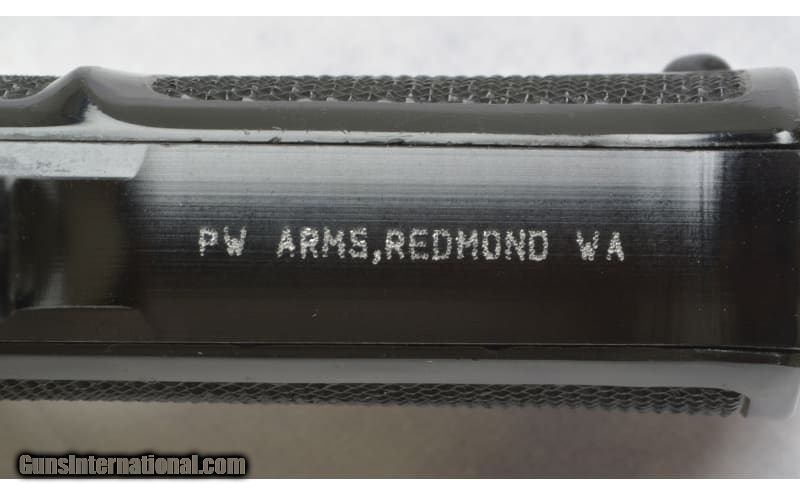 PW ARMS,REDMOND WA
GunsInternational.com